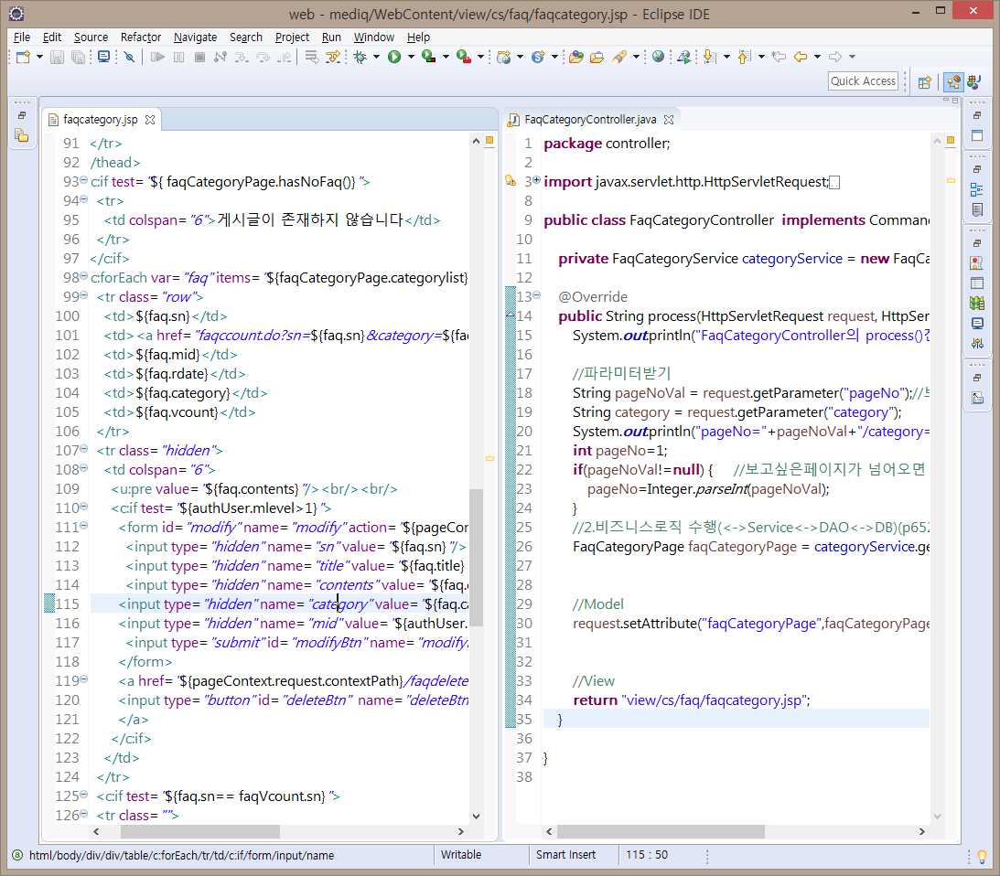 web - mediq/WebContent/view/cs/faq/faqcategory.jsp - Eclipse IDE
File Edit Source Refactor Navigate Search Project Run Window Help
Quick Access
faqcategory.jsp
91 </tr>
92 /thead>
93 c:if test="${ faqCategoryPage.hasNoFaq()}">
94 <tr>
95 <td colspan="6">게시글이 존재하지 않습니다</td>
96 </tr>
97 </c:if>
98 c:forEach var="faq" items="${faqCategoryPage.categorylist}
99 <tr class="row">
100 <td>${faq.sn}</td>
101 <td><a href="faqccount.do?sn=${faq.sn}&category=${fac
102 <td>${faq.mid}</td>
103 <td>${faq.rdate}</td>
104 <td>${faq.category}</td>
105 <td>${faq.vcount}</td>
106 </tr>
107 <tr class="hidden">
108 <td colspan="6">
109 <u:pre value="${faq.contents}"/><br/><br/>
110 <c:if test="${authUser.mlevel>1}">
111 <form id="modify" name="modify" action="${pageCor
112 <input type="hidden" name="sn" value="${faq.sn}"/>
113 <input type="hidden" name="title" value="${faq.title}
114 <input type="hidden" name="contents" value="${faq.c
115 <input type="hidden" name="category" value="${faq.ca
116 <input type="hidden" name="mid" value="${authUser.
117 <input type="submit" id="modifyBtn" name="modify
118 </form>
119 <a href="${pageContext.request.contextPath}/faqdelete
120 <input type="button" id="deleteBtn" name="deleteBtn
121 </a>
122 </c:if>
123 </td>
124 </tr>
125 <c:if test="${faq.sn== faqVcount.sn}">
126 <tr class="">
FaqCategoryController.java
1 package controller;
2
3 import javax.servlet.http.HttpServletRequest;
8
9 public class FaqCategoryController implements Comman
10
11 private FaqCategoryService categoryService = new FaqCa
12
13 @Override
14 public String process(HttpServletRequest request, HttpSer
15 System.out.println("FaqCategoryController의 process()
16
17 //파라미터받기
18 String pageNoVal = request.getParameter("pageNo");//
19 String category = request.getParameter("category");
20 System.out.println("pageNo="+pageNoVal+"/category=
21 int pageNo=1;
22 if(pageNoVal!=null) { //보고싶은페이지가 넘어오면
23 pageNo=Integer.parseInt(pageNoVal);
24 }
25 //2.비즈니스로직 수행(<->Service<->DAO<->DB)(p652
26 FaqCategoryPage faqCategoryPage = categoryService.ge
27
28
29 //Model
30 request.setAttribute("faqCategoryPage",faqCategoryPage
31
32
33 //View
34 return "view/cs/faq/faqcategory.jsp";
35 }
36
37 }
38
html/body/div/div/table/c:forEach/tr/td/c:if/form/input/name
Writable
Smart Insert
115 : 50